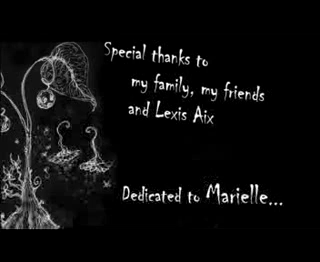 Special thanks to
my family, my friends
and Lexis Aix
Dedicated to Marielle...